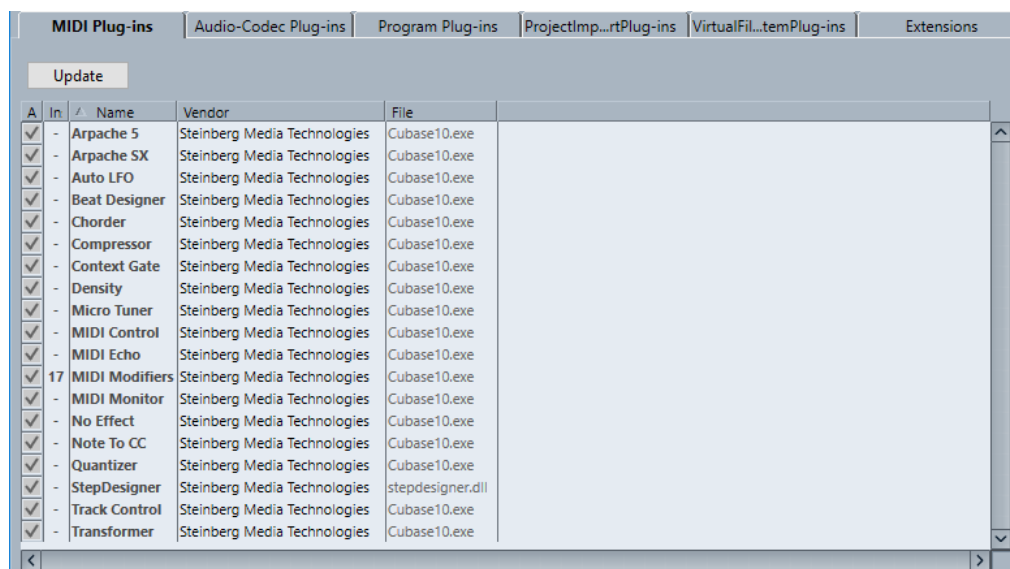 MIDI Plug-ins Audio-Codec Plug-ins Program Plug-ins ProjectImp...rtPlug-ins VirtualFil...temPlug-ins Extensions
Update
A In Name Vendor File
- Arpache 5 Steinberg Media Technologies Cubase10.exe
- Arpache SX Steinberg Media Technologies Cubase10.exe
- Auto LFO Steinberg Media Technologies Cubase10.exe
- Beat Designer Steinberg Media Technologies Cubase10.exe
- Chorder Steinberg Media Technologies Cubase10.exe
- Compressor Steinberg Media Technologies Cubase10.exe
- Context Gate Steinberg Media Technologies Cubase10.exe
- Density Steinberg Media Technologies Cubase10.exe
- Micro Tuner Steinberg Media Technologies Cubase10.exe
- MIDI Control Steinberg Media Technologies Cubase10.exe
- MIDI Echo Steinberg Media Technologies Cubase10.exe
17 MIDI Modifiers Steinberg Media Technologies Cubase10.exe
- MIDI Monitor Steinberg Media Technologies Cubase10.exe
- No Effect Steinberg Media Technologies Cubase10.exe
- Note To CC Steinberg Media Technologies Cubase10.exe
- Quantizer Steinberg Media Technologies Cubase10.exe
- StepDesigner Steinberg Media Technologies stepdesigner.dll
- Track Control Steinberg Media Technologies Cubase10.exe
- Transformer Steinberg Media Technologies Cubase10.exe